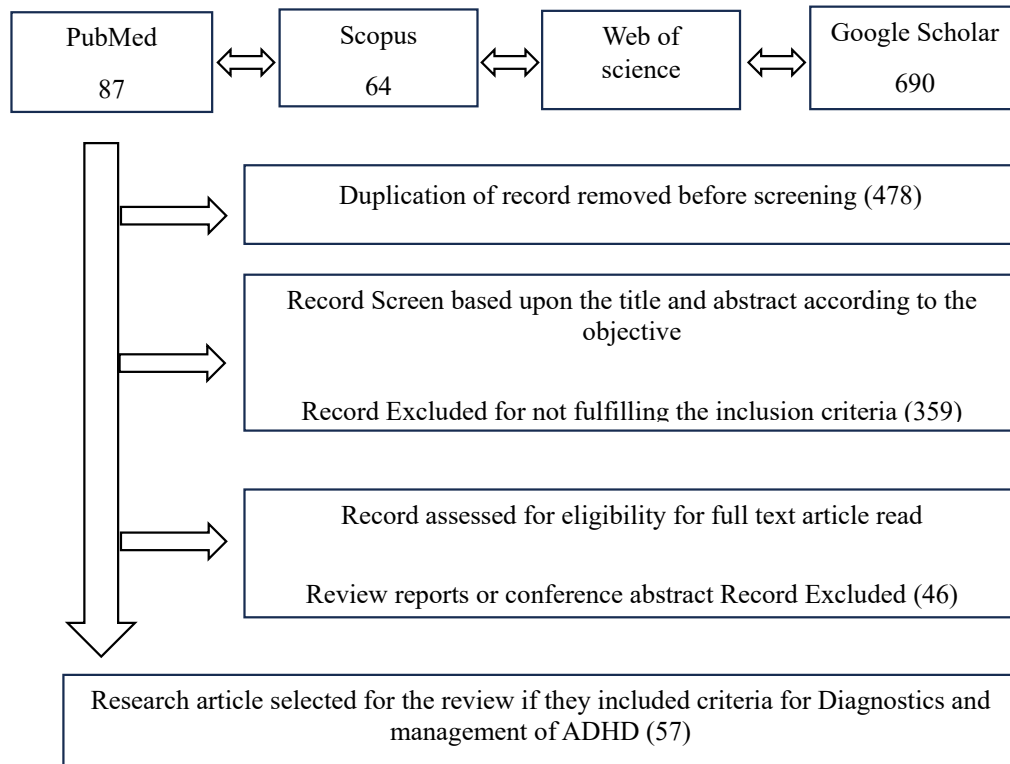 PubMed
87
Scopus
64
Web of
science
Google Scholar
690
Duplication of record removed before screening (478)
Record Screen based upon the title and abstract according to the
objective
Record Excluded for not fulfilling the inclusion criteria (359)
Record assessed for eligibility for full text article read
Review reports or conference abstract Record Excluded (46)
Research article selected for the review if they included criteria for Diagnostics and
management of ADHD (57)